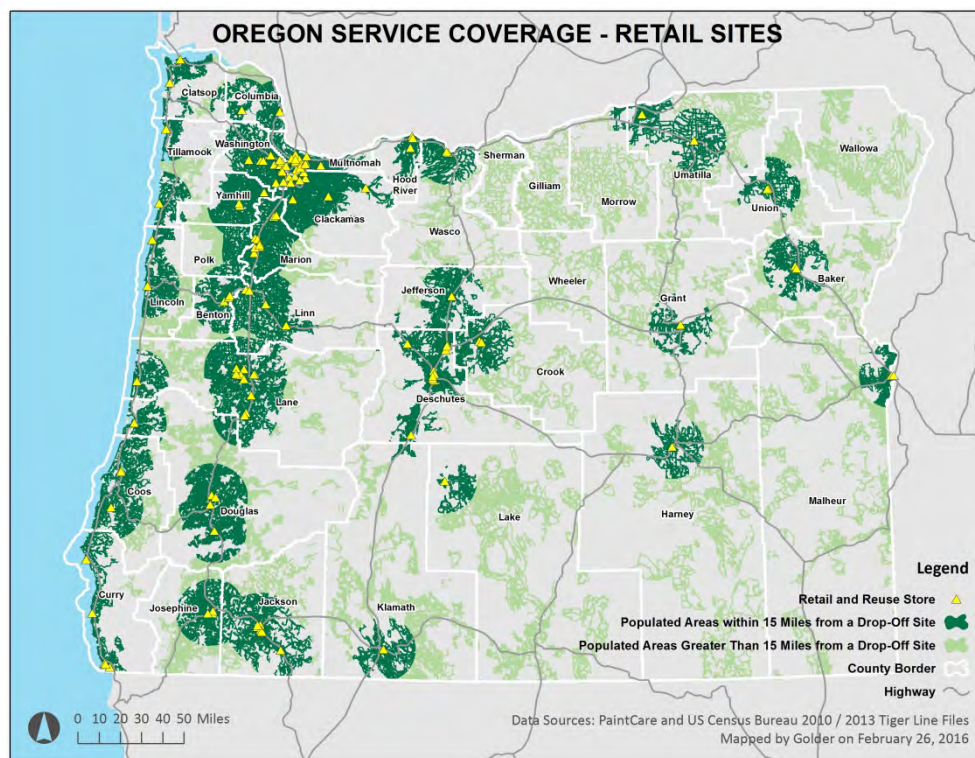 OREGON SERVICE COVERAGE - RETAIL SITES
Clatsop
Columbia
Tillamook
Washington
Multnomah
Hood
River
Sherman
Gilliam
Morrow
Umatilla
Wallowa
Union
Yamhill
Clackamas
Wasco
Polk
Marion
Jefferson
Wheeler
Grant
Baker
Lincoln
Benton
Linn
Crook
Lane
Deschutes
Coos
Douglas
Lake
Harney
Malheur
Curry
Josephine
Jackson
Klamath
Legend
Retail and Reuse Store
Populated Areas within 15 Miles from a Drop-Off Site
Populated Areas Greater Than 15 Miles from a Drop-Off Site
County Border
Highway
0 10 20 30 40 50 Miles
Data Sources: PaintCare and US Census Bureau 2010 / 2013 Tiger Line Files
Mapped by Golder on February 26, 2016